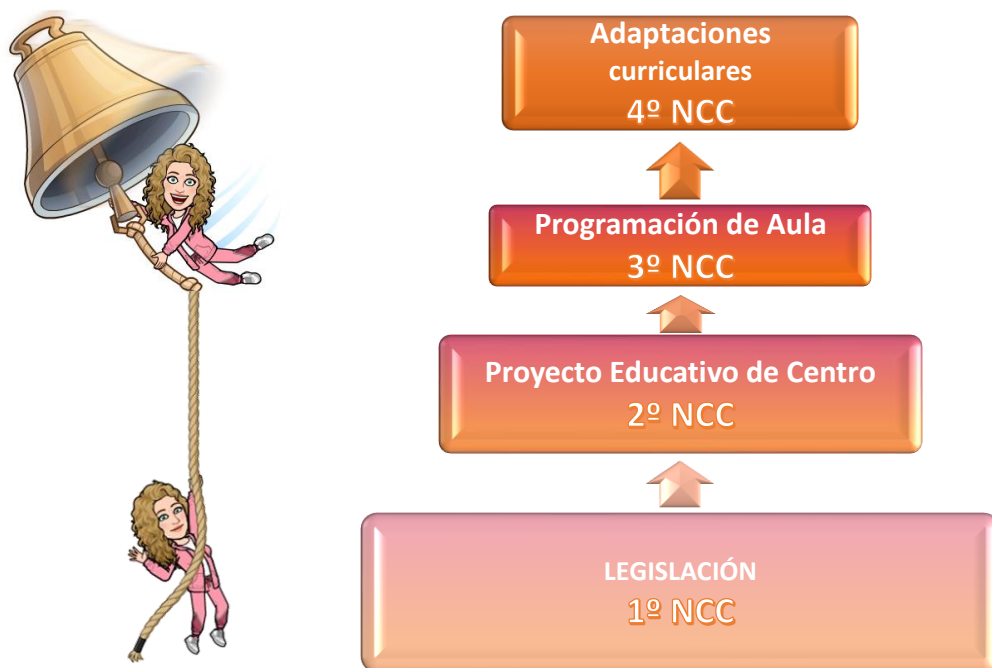 Adaptaciones
curriculares
4º NCC
Programación de Aula
3º NCC
Proyecto Educativo de Centro
2º NCC
LEGISLACIÓN
1º NCC